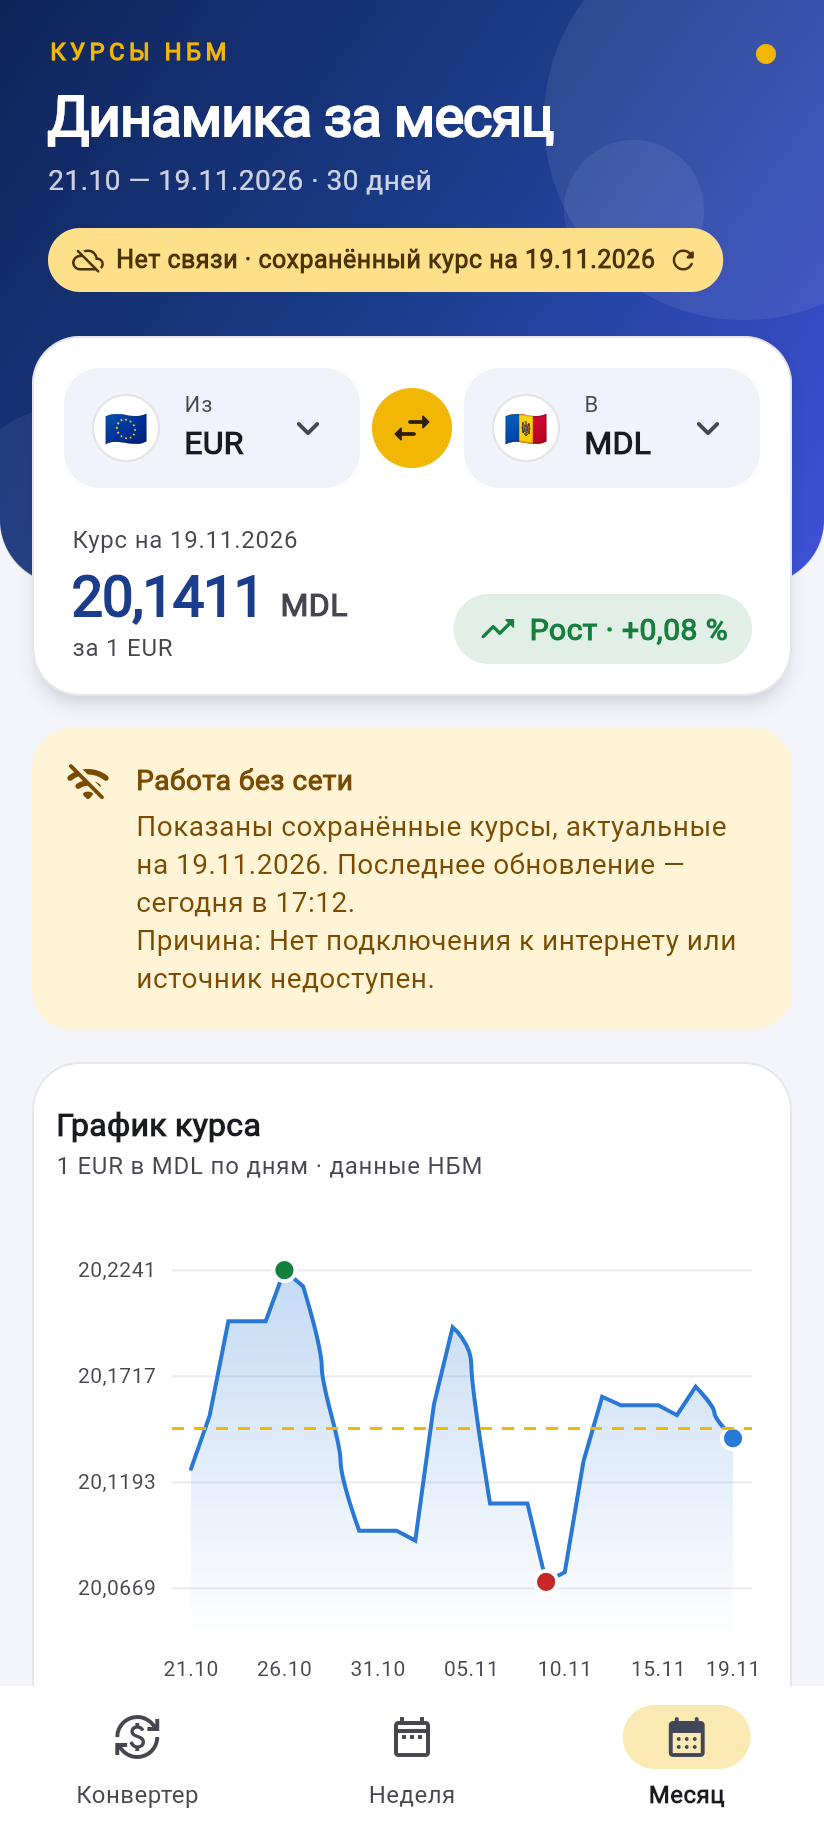 КУРСЫ НБМ
Динамика за месяц
21.10 — 19.11.2026 · 30 дней
Нет связи · сохранённый курс на 19.11.2026
Из
EUR
В
MDL
Курс на 19.11.2026
20,1411 MDL
за 1 EUR
Рост · +0,08 %
Работа без сети
Показаны сохранённые курсы, актуальные
на 19.11.2026. Последнее обновление —
сегодня в 17:12.
Причина: Нет подключения к интернету или
источник недоступен.
График курса
1 EUR в MDL по дням · данные НБМ
20,2241
20,1717
20,1193
20,0669
21.10 26.10 31.10 05.11 10.11 15.11 19.11
Конвертер
Неделя
Месяц